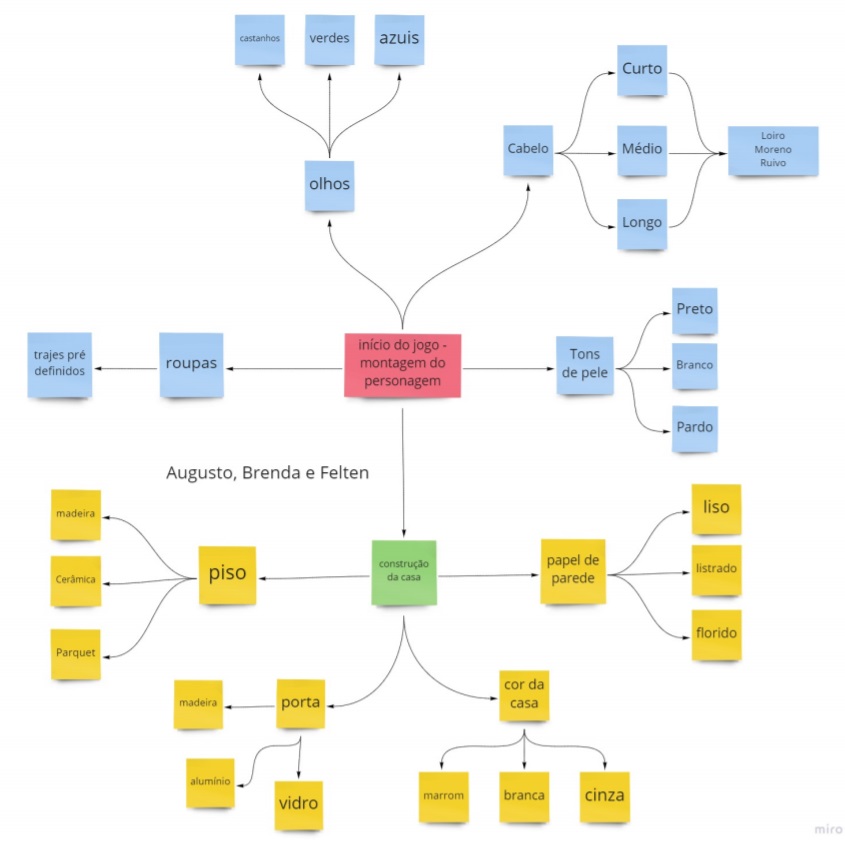 castanhos
verdes
azuis
olhos
Cabelo
Curto
Médio
Longo
Loiro
Moreno
Ruivo
início do jogo -
montagem do
personagem
roupas
trajes pré
definidos
Tons
de pele
Preto
Branco
Pardo
Augusto, Brenda e Felten
construção
da casa
piso
madeira
Cerâmica
Parquet
papel de
parede
liso
listrado
florido
porta
madeira
alumínio
vidro
cor da
casa
marrom
branca
cinza
miro